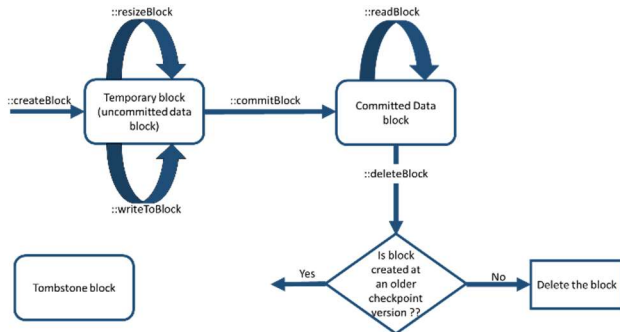 ::resizeBlock
::readBlock
::createBlock
Temporary block
(uncommitted data
block)
::commitBlock
Committed Data
block
::writeToBlock
::deleteBlock
Tombstone block
Yes
Is block
created at
an older
checkpoint
version ??
No
Delete the block